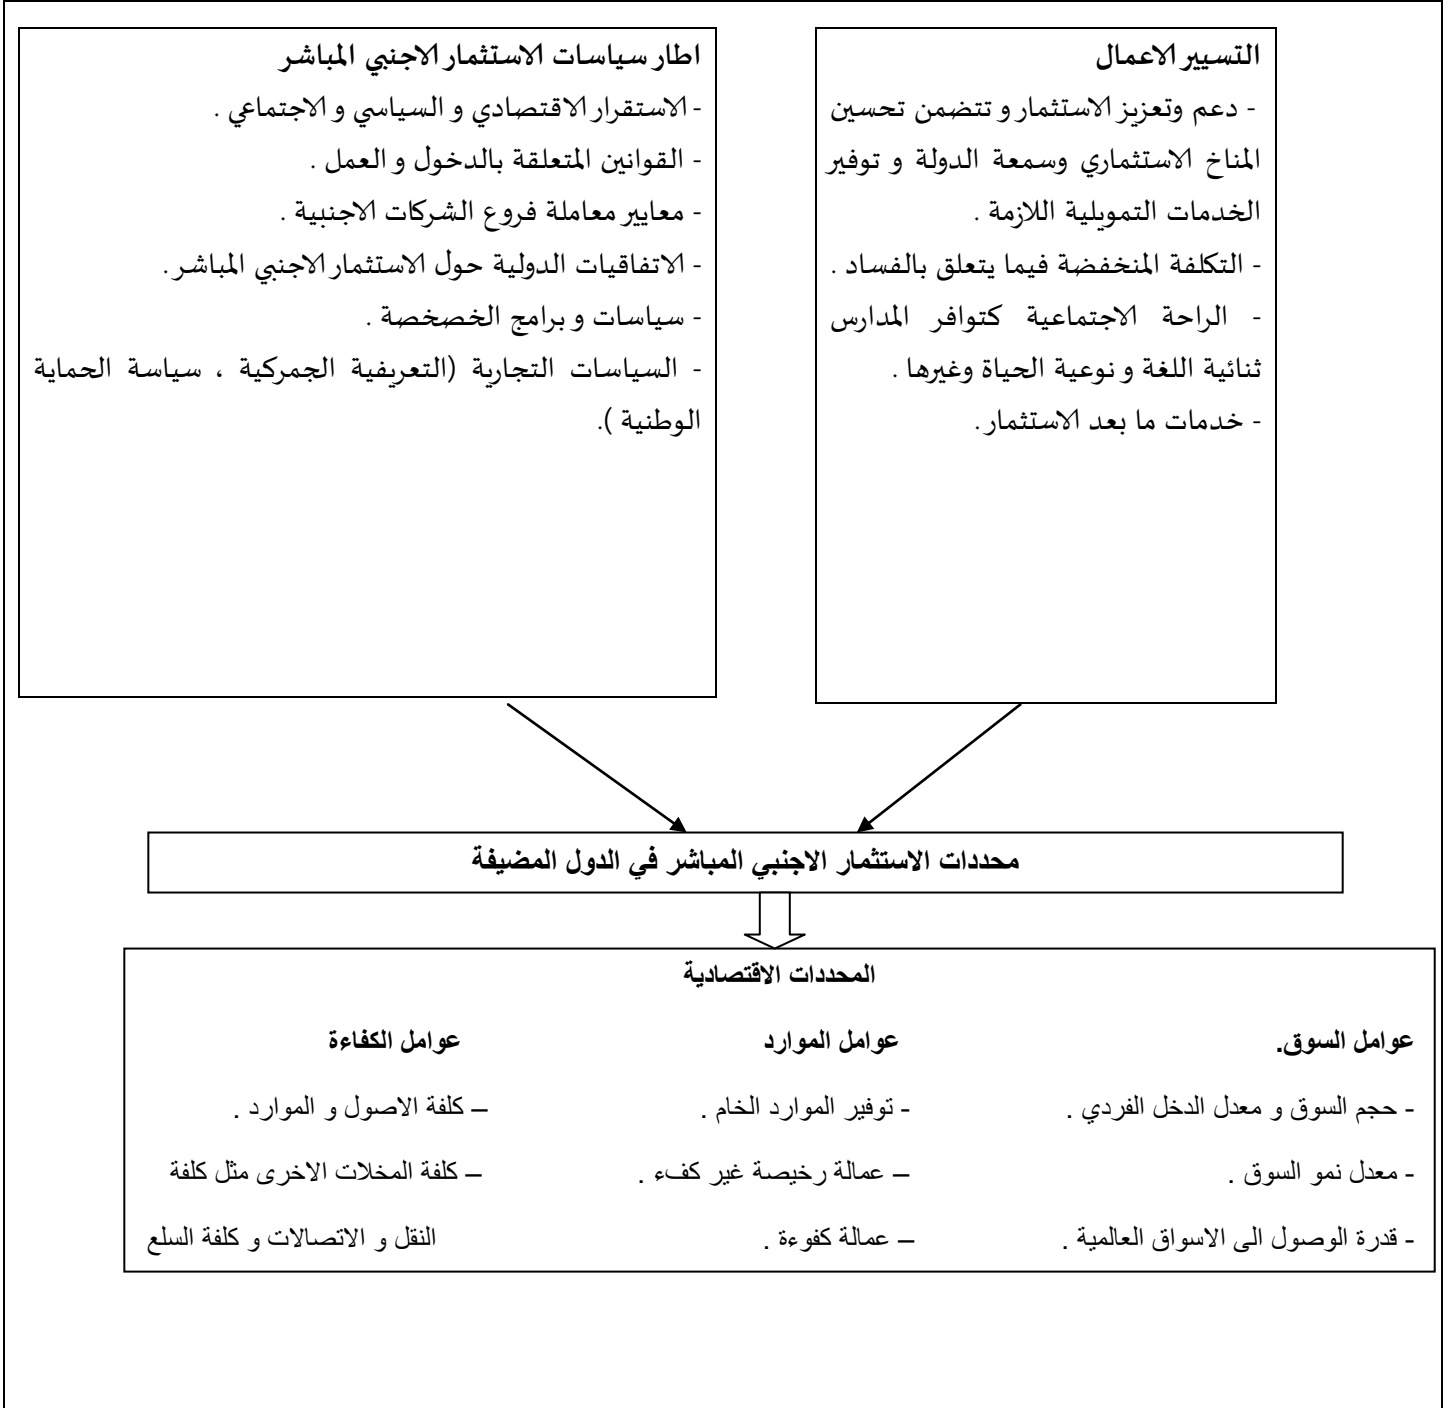 التسيير الاعمال
- دعم وتعزيز الاستثمار و تتضمن تحسين
المناخ الاستثماري وسمعة الدولة و توفير
الخدمات التمويلية اللازمة .
- التكلفة المنخفضة فيما يتعلق بالفساد .
- الراحة الاجتماعية كتوافر المدارس
ثنائية اللغة و نوعية الحياة وغيرها .
- خدمات ما بعد الاستثمار .
اطار سياسات الاستثمار الاجنبي المباشر
- الاستقرار الاقتصادي و السياسي و الاجتماعي .
- القوانين المتعلقة بالدخول و العمل .
- معايير معاملة فروع الشركات الاجنبية .
- الاتفاقيات الدولية حول الاستثمار الاجنبي المباشر .
- سياسات و برامج الخصخصة .
- السياسات التجارية (التعريفية الجمركية ، سياسة الحماية
الوطنية ).
محددات الاستثمار الاجنبي المباشر في الدول المضيفة
المحددات الاقتصادية
عوامل السوق. عوامل الموارد عوامل الكفاءة
- حجم السوق و معدل الدخل الفردي . - توفير الموارد الخام . – كلفة الاصول و الموارد .
- معدل نمو السوق . – عمالة رخيصة غير كفء . – كلفة المخلات الاخرى مثل كلفة
- قدرة الوصول الى الاسواق العالمية . – عمالة كفوءة . النقل و الاتصالات و كلفة السلع